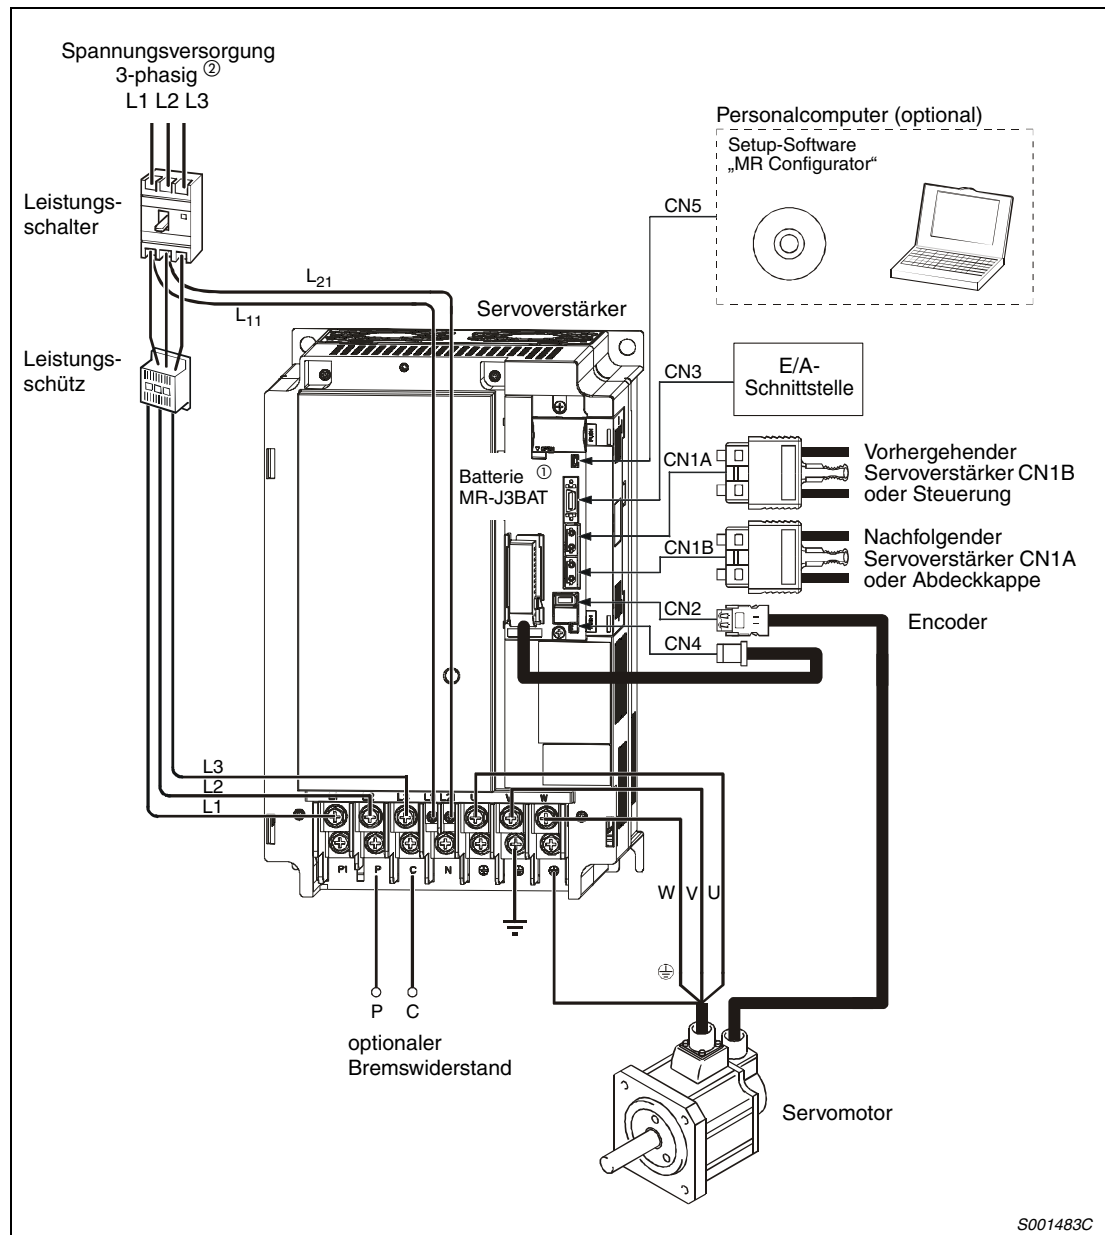 Spannungsversorgung
3-phasig ②
L1 L2 L3
Leistungs-
schalter
L21
L11
Leistungs-
schütz
Servoverstärker
Personalcomputer (optional)
Setup-Software
„MR Configurator“
CN5
CN3
E/A-
Schnittstelle
CN1A
Vorhergehender
Servoverstärker CN1B
oder Steuerung
Batterie ①
MR-J3BAT
CN1B
Nachfolgender
Servoverstärker CN1A
oder Abdeckkappe
CN2
Encoder
CN4
L3
L2
L1
W
P1 P C N
W V U
P C
optionaler
Bremswiderstand
Servomotor
S001483C